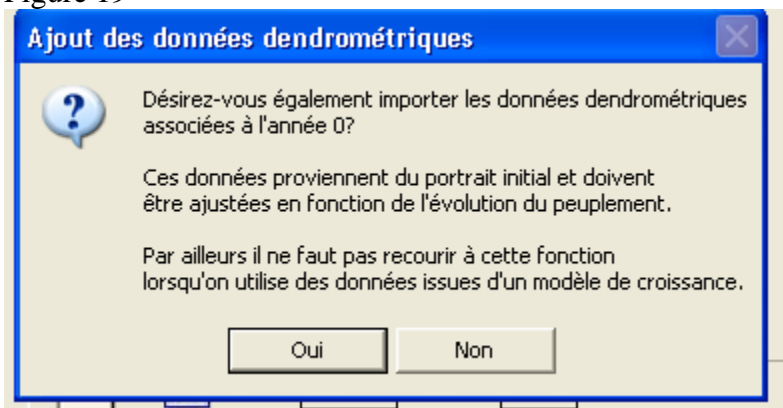 Figure 19
Ajout des données dendrométriques
Désirez-vous également importer les données dendrométriques
associées à l'année 0?
Ces données proviennent du portrait initial et doivent
être ajustées en fonction de l'évolution du peuplement.
Par ailleurs il ne faut pas recourir à cette fonction
lorsqu'on utilise des données issues d'un modèle de croissance.
Oui
Non